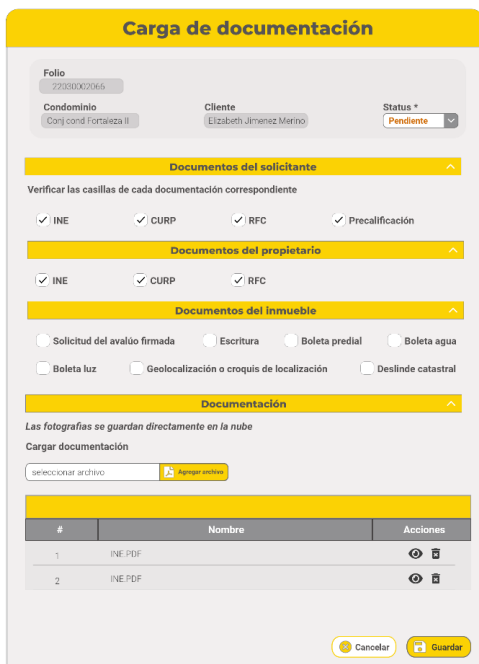 Carga de documentación
Folio
22030002066
Condominio Cliente Status *
Conj cond Fortaleza II Elizabeth Jimenez Merino Pendiente
Documentos del solicitante
Verificar las casillas de cada documentación correspondiente
INE CURP RFC Precalificación
Documentos del propietario
INE CURP RFC
Documentos del inmueble
Solicitud del avalúo firmada Escritura Boleta predial Boleta agua
Boleta luz Geolocalización o croquis de localización Deslinde catastral
Documentación
Las fotografias se guardan directamente en la nube
Cargar documentación
seleccionar archivo Agregar archivo
# Nombre Acciones
1 INE.PDF
2 INE.PDF
Cancelar Guardar